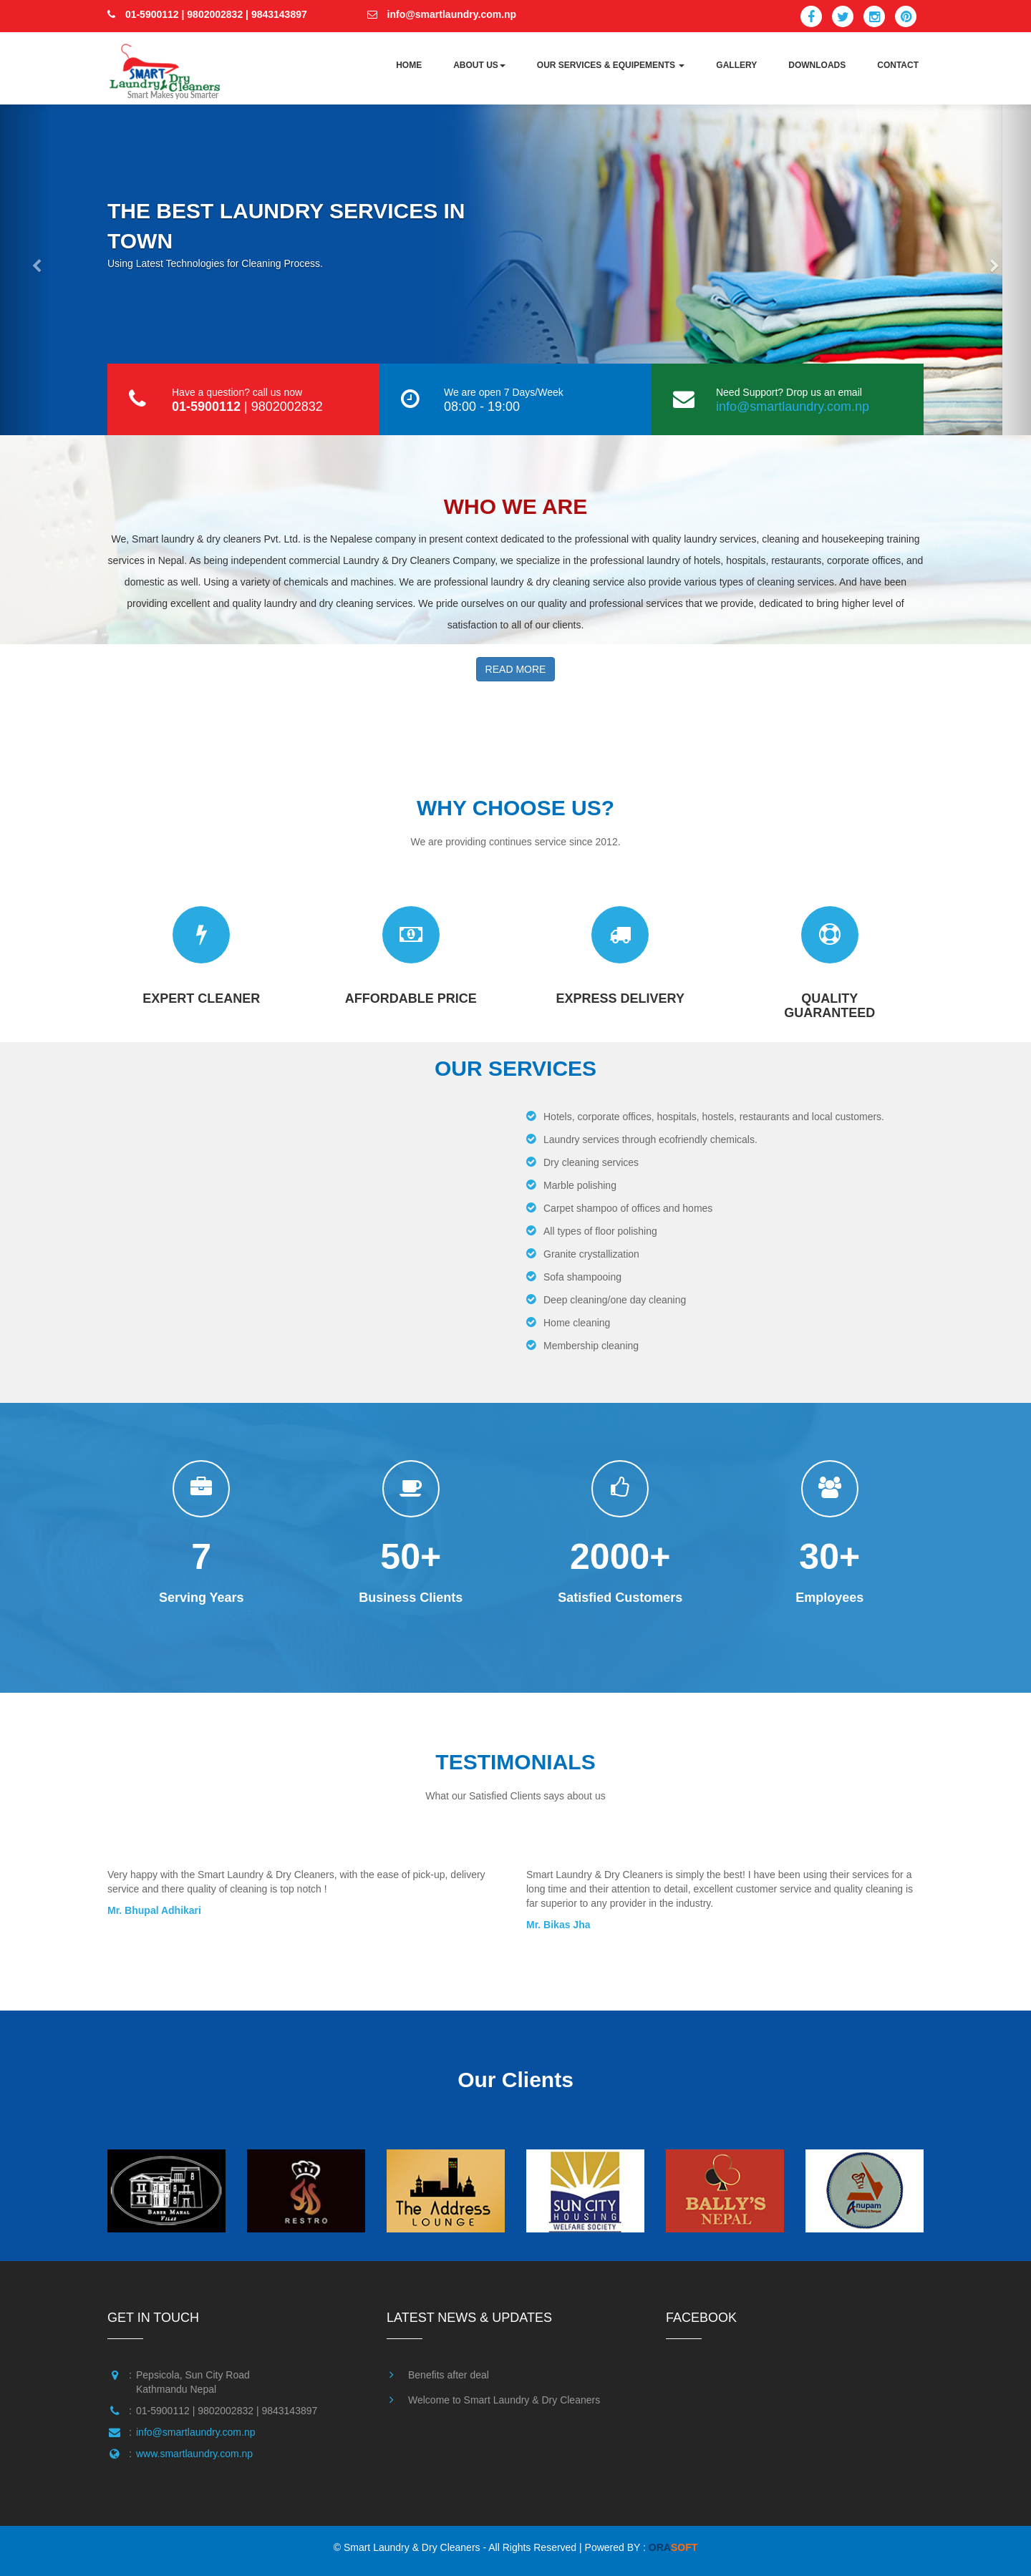 01-5900112 | 9802002832 | 9843143897
info@smartlaundry.com.np
SMART
Laundry & Dry Cleaners
Smart Makes you Smarter
HOME
ABOUT US
OUR SERVICES & EQUIPEMENTS
GALLERY
DOWNLOADS
CONTACT
THE BEST LAUNDRY SERVICES IN
TOWN
Using Latest Technologies for Cleaning Process.
Have a question? call us now
01-5900112 | 9802002832
We are open 7 Days/Week
08:00 - 19:00
Need Support? Drop us an email
info@smartlaundry.com.np
WHO WE ARE
We, Smart laundry & dry cleaners Pvt. Ltd. is the Nepalese company in present context dedicated to the professional with quality laundry services, cleaning and housekeeping training
services in Nepal. As being independent commercial Laundry & Dry Cleaners Company, we specialize in the professional laundry of hotels, hospitals, restaurants, corporate offices, and
domestic as well. Using a variety of chemicals and machines. We are professional laundry & dry cleaning service also provide various types of cleaning services. And have been
providing excellent and quality laundry and dry cleaning services. We pride ourselves on our quality and professional services that we provide, dedicated to bring higher level of
satisfaction to all of our clients.
READ MORE
WHY CHOOSE US?
We are providing continues service since 2012.
EXPERT CLEANER
AFFORDABLE PRICE
EXPRESS DELIVERY
QUALITY
GUARANTEED
OUR SERVICES
Hotels, corporate offices, hospitals, hostels, restaurants and local customers.
Laundry services through ecofriendly chemicals.
Dry cleaning services
Marble polishing
Carpet shampoo of offices and homes
All types of floor polishing
Granite crystallization
Sofa shampooing
Deep cleaning/one day cleaning
Home cleaning
Membership cleaning
7
Serving Years
50+
Business Clients
2000+
Satisfied Customers
30+
Employees
TESTIMONIALS
What our Satisfied Clients says about us
Very happy with the Smart Laundry & Dry Cleaners, with the ease of pick-up, delivery
service and there quality of cleaning is top notch !
Mr. Bhupal Adhikari
Smart Laundry & Dry Cleaners is simply the best! I have been using their services for a
long time and their attention to detail, excellent customer service and quality cleaning is
far superior to any provider in the industry.
Mr. Bikas Jha
Our Clients
BABER MAHAL
VILAS
RESTRO
The Address
LOUNGE
SUN CITY
HOUSING
WELFARE SOCIETY
BALLY'S
NEPAL
Anupam
GET IN TOUCH
: Pepsicola, Sun City Road
Kathmandu Nepal
: 01-5900112 | 9802002832 | 9843143897
: info@smartlaundry.com.np
: www.smartlaundry.com.np
LATEST NEWS & UPDATES
Benefits after deal
Welcome to Smart Laundry & Dry Cleaners
FACEBOOK
© Smart Laundry & Dry Cleaners - All Rights Reserved | Powered BY : ORASOFT